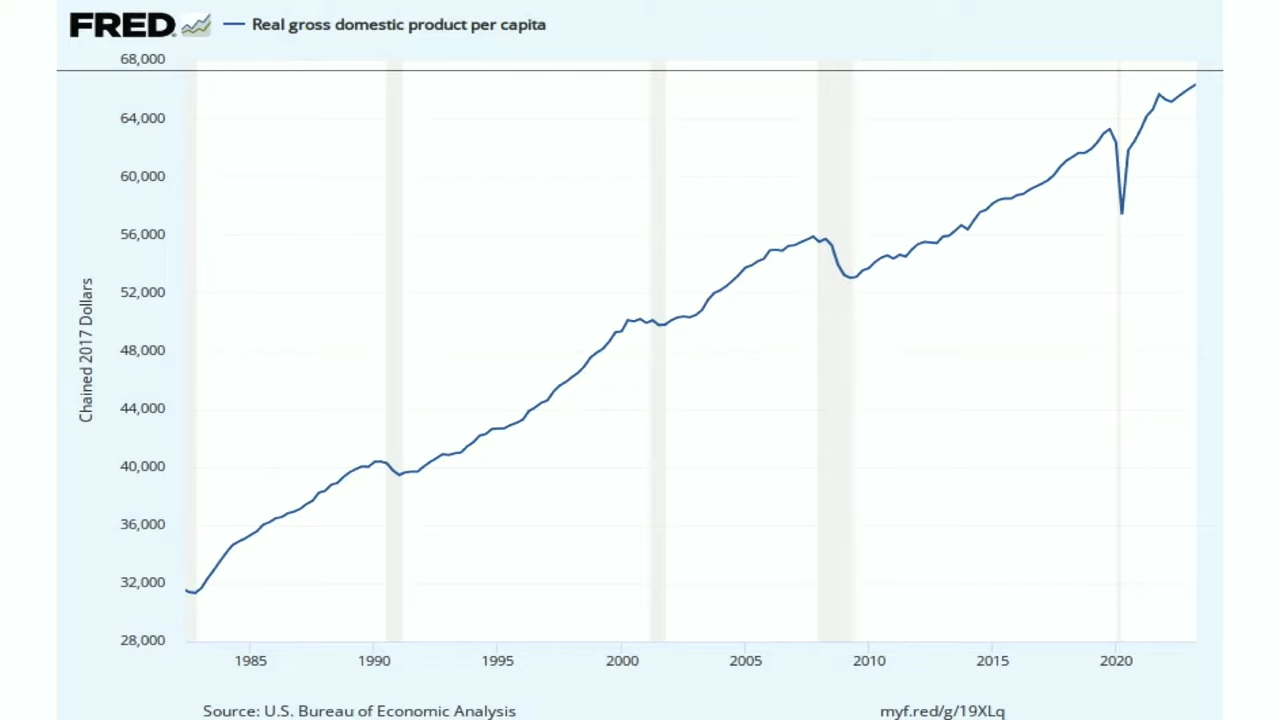 FRED Real gross domestic product per capita
68,000
64,000
60,000
56,000
52,000
48,000
44,000
40,000
36,000
32,000
28,000
Chained 2017 Dollars
1985 1990 1995 2000 2005 2010 2015 2020
Source: U.S. Bureau of Economic Analysis myf.red/g/19XLq